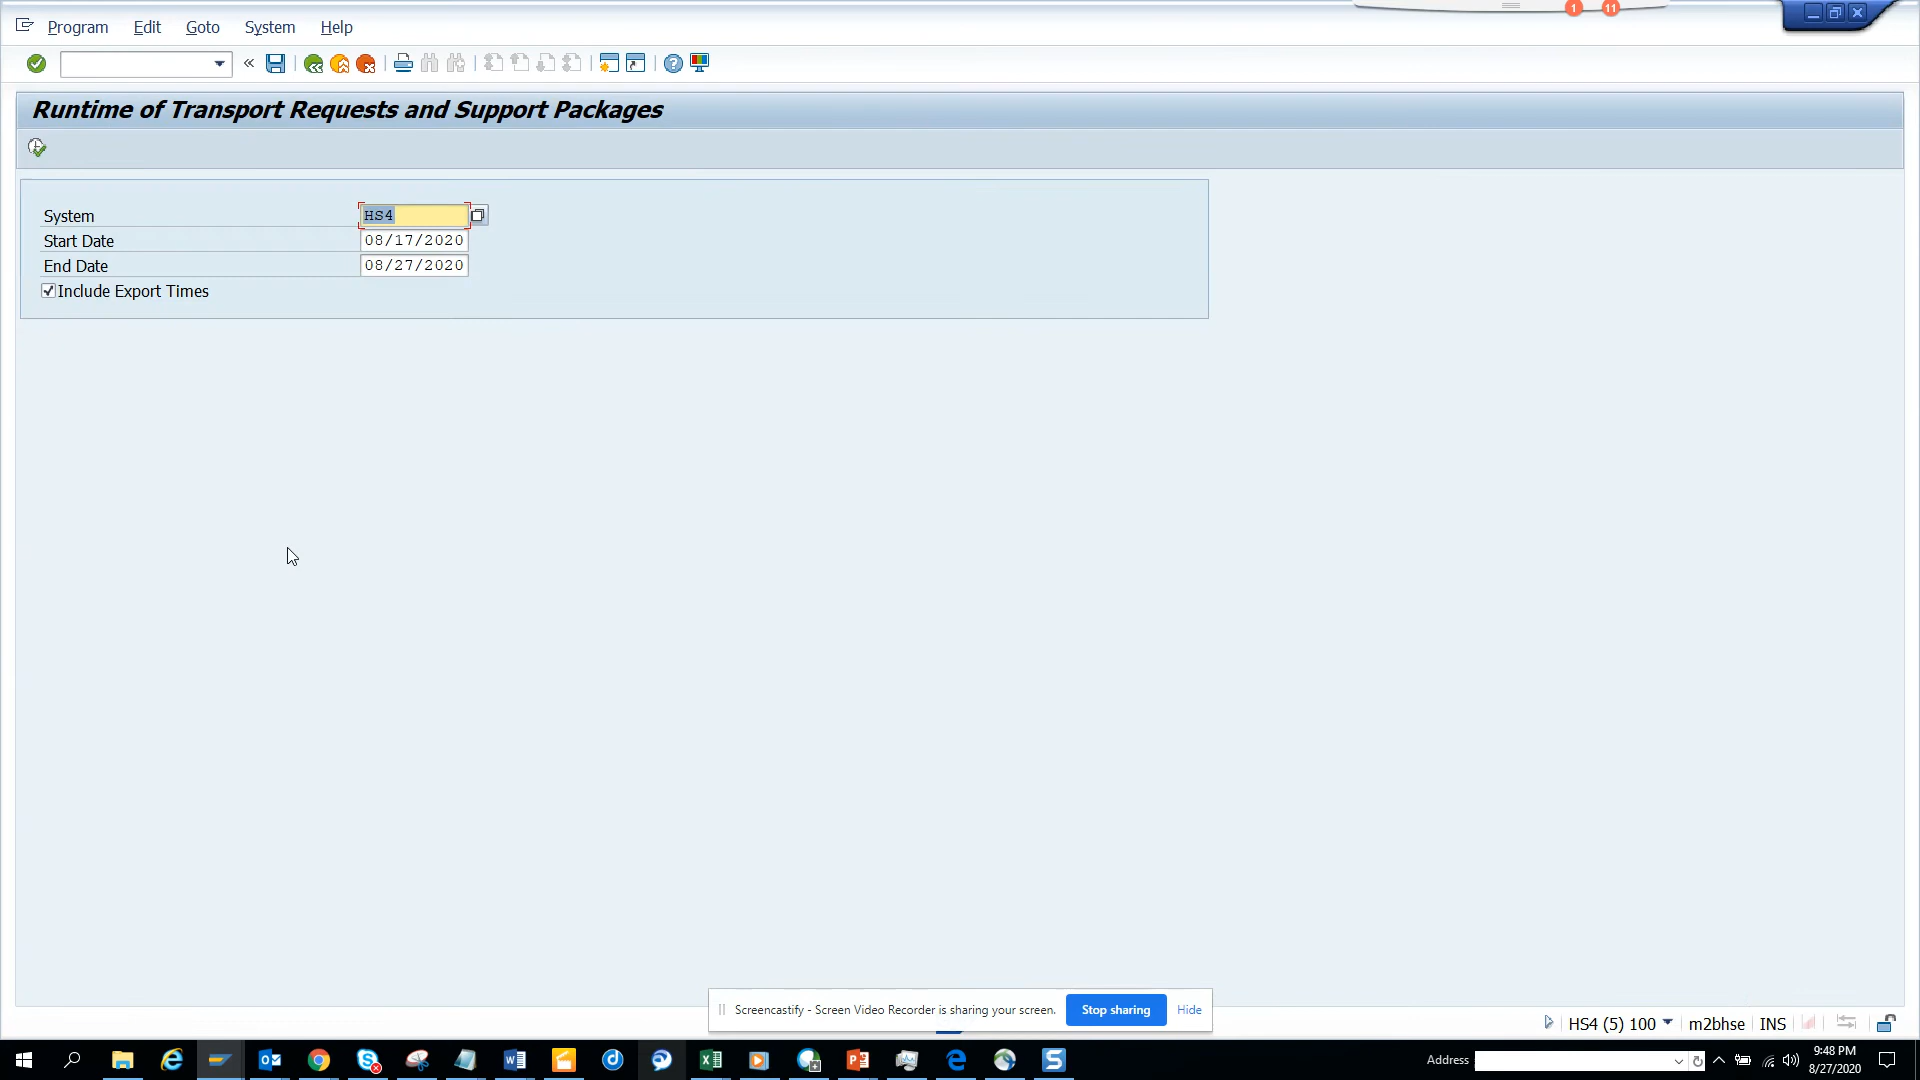 1 11
Program Edit Goto System Help
«
Runtime of Transport Requests and Support Packages
System HS4
Start Date 08/17/2020
End Date 08/27/2020
Include Export Times
Screencastify - Screen Video Recorder is sharing your screen. Stop sharing Hide
HS4 (5) 100 m2bhse INS
Address
9:48 PM
8/27/2020